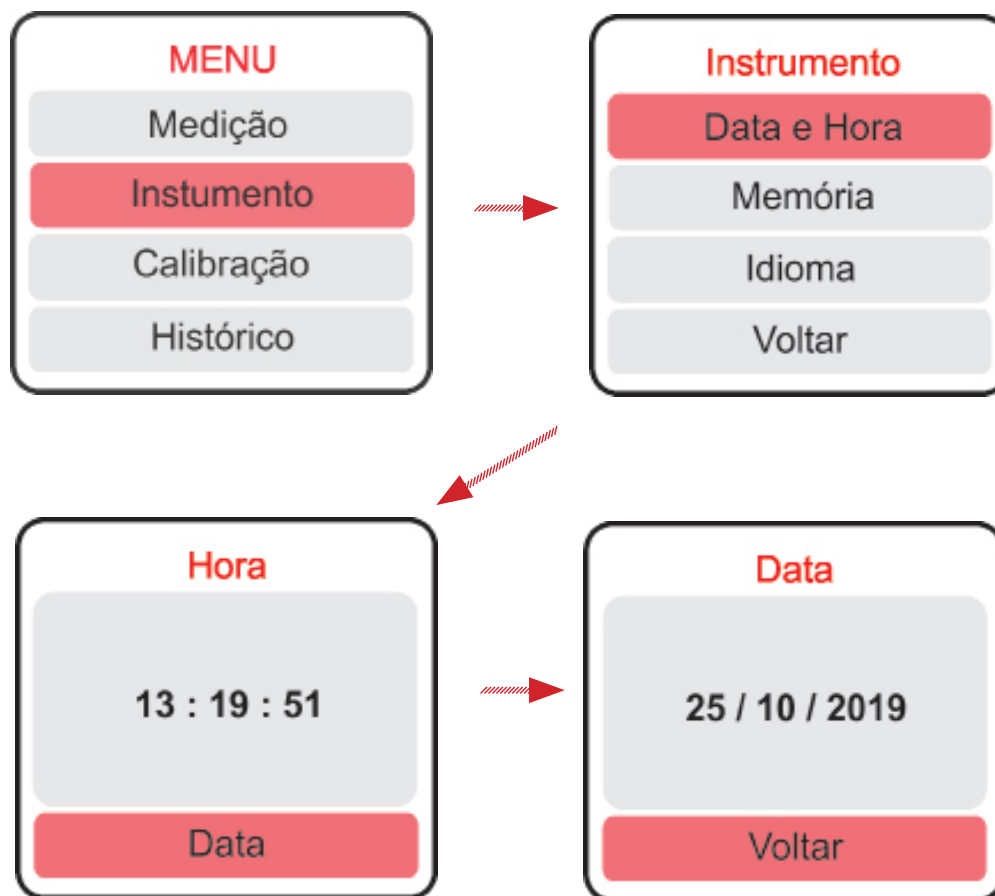 MENU
Medição
Instumento
Calibração
Histórico
Instrumento
Data e Hora
Memória
Idioma
Voltar
Hora
13 : 19 : 51
Data
Data
25 / 10 / 2019
Voltar